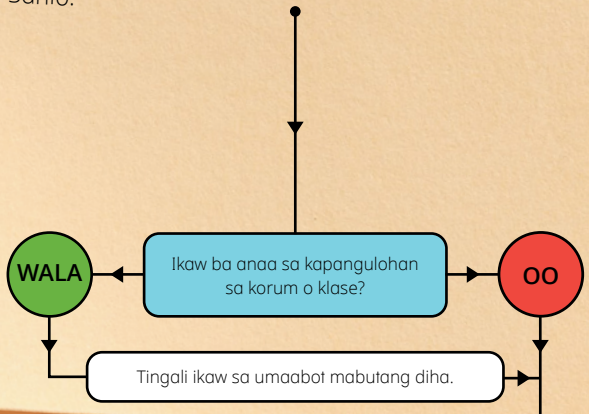 Ikaw ba anaa sa kapangulohan
sa korum o klase?
WALA
OO
Tingali ikaw sa umaabot mabutang diha.